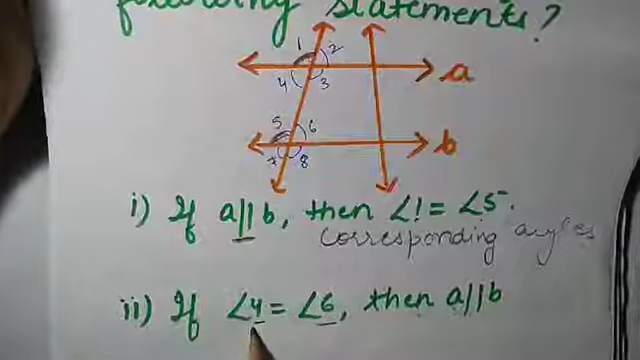 following statements?
1 2
4 3
a
5 6
7 8
b
i) If a||b, then ∠1 = ∠5.
corresponding angles
ii) If ∠4 = ∠6, then a||b